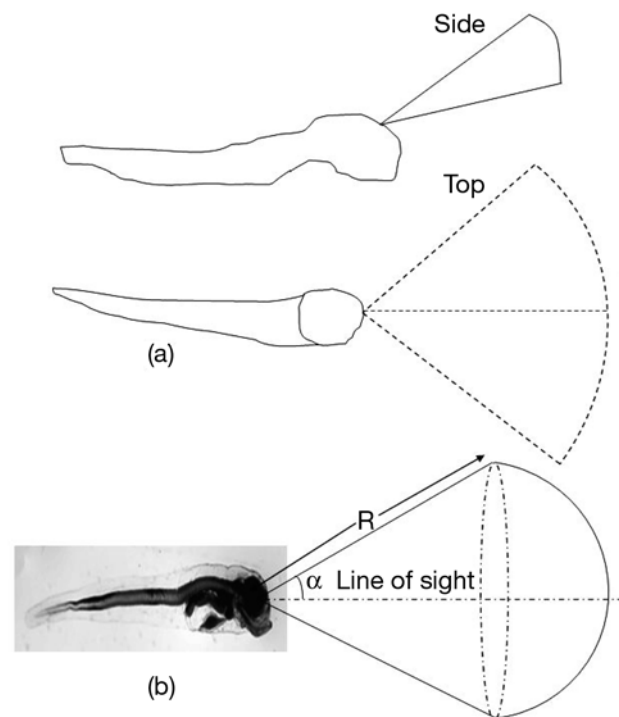 Side
Top
(a)
R
α Line of sight
(b)